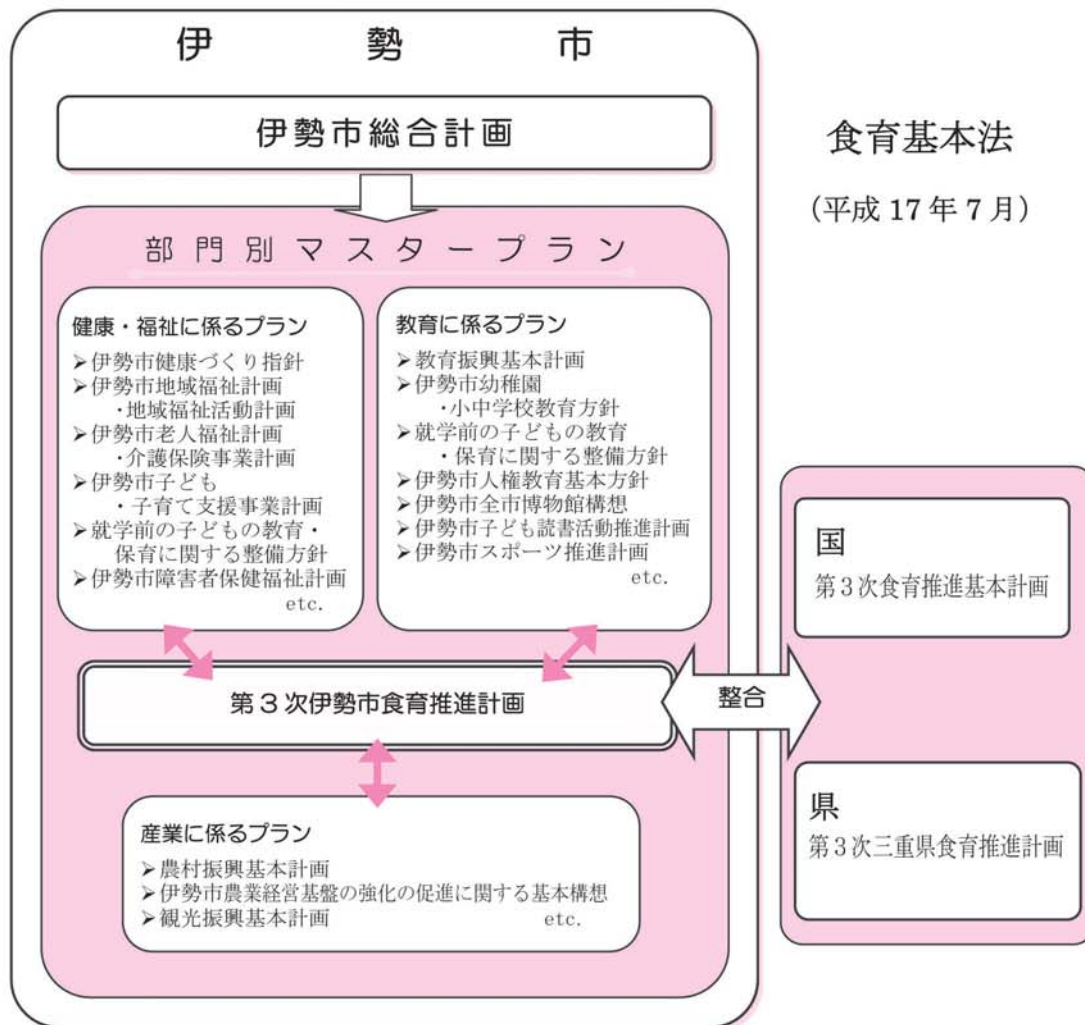 伊勢市
伊勢市総合計画
部門別マスタープラン
健康・福祉に係るプラン
➤伊勢市健康づくり指針
➤伊勢市地域福祉計画
・地域福祉活動計画
➤伊勢市老人福祉計画
・介護保険事業計画
➤伊勢市子ども
・子育て支援事業計画
➤就学前の子どもの教育・
保育に関する整備方針
➤伊勢市障害者保健福祉計画
etc.
教育に係るプラン
➤教育振興基本計画
➤伊勢市幼稚園
・小中学校教育方針
➤就学前の子どもの教育
・保育に関する整備方針
➤伊勢市人権教育基本方針
➤伊勢市全市博物館構想
➤伊勢市子ども読書活動推進計画
➤伊勢市スポーツ推進計画
etc.
第3次伊勢市食育推進計画
産業に係るプラン
➤農村振興基本計画
➤伊勢市農業経営基盤の強化の促進に関する基本構想
➤観光振興基本計画 etc.
整合
食育基本法
（平成 17 年 7 月）
国
第3次食育推進基本計画
県
第3次三重県食育推進計画